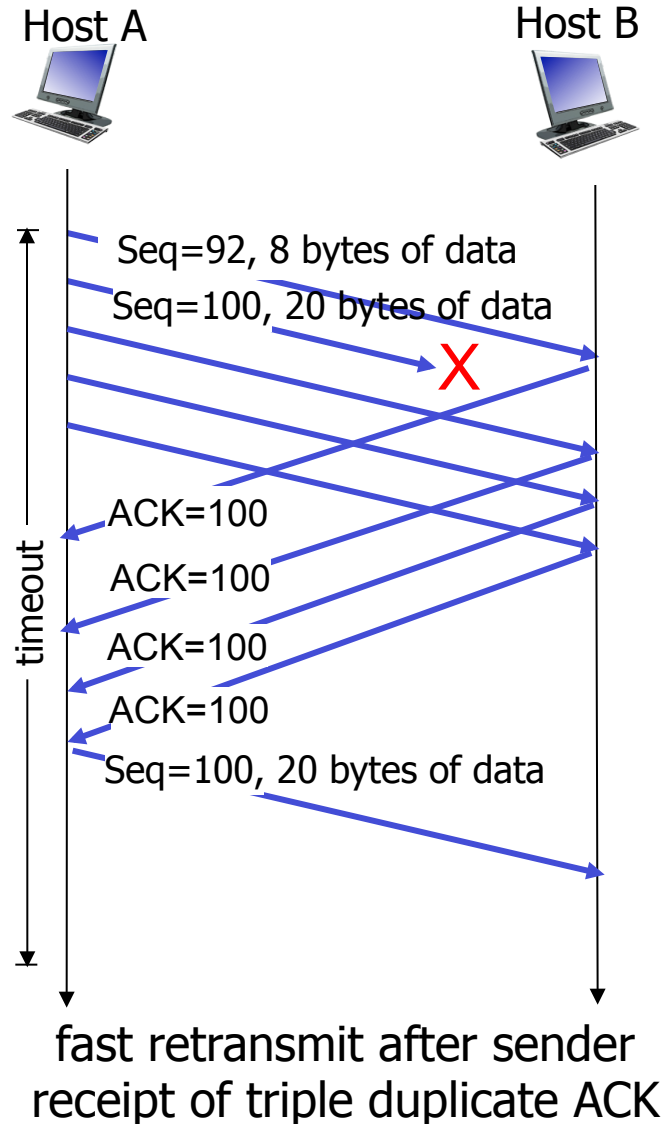 Host A
Host B
Seq=92, 8 bytes of data
Seq=100, 20 bytes of data
X
ACK=100
timeout
ACK=100
ACK=100
ACK=100
Seq=100, 20 bytes of data
fast retransmit after sender
receipt of triple duplicate ACK